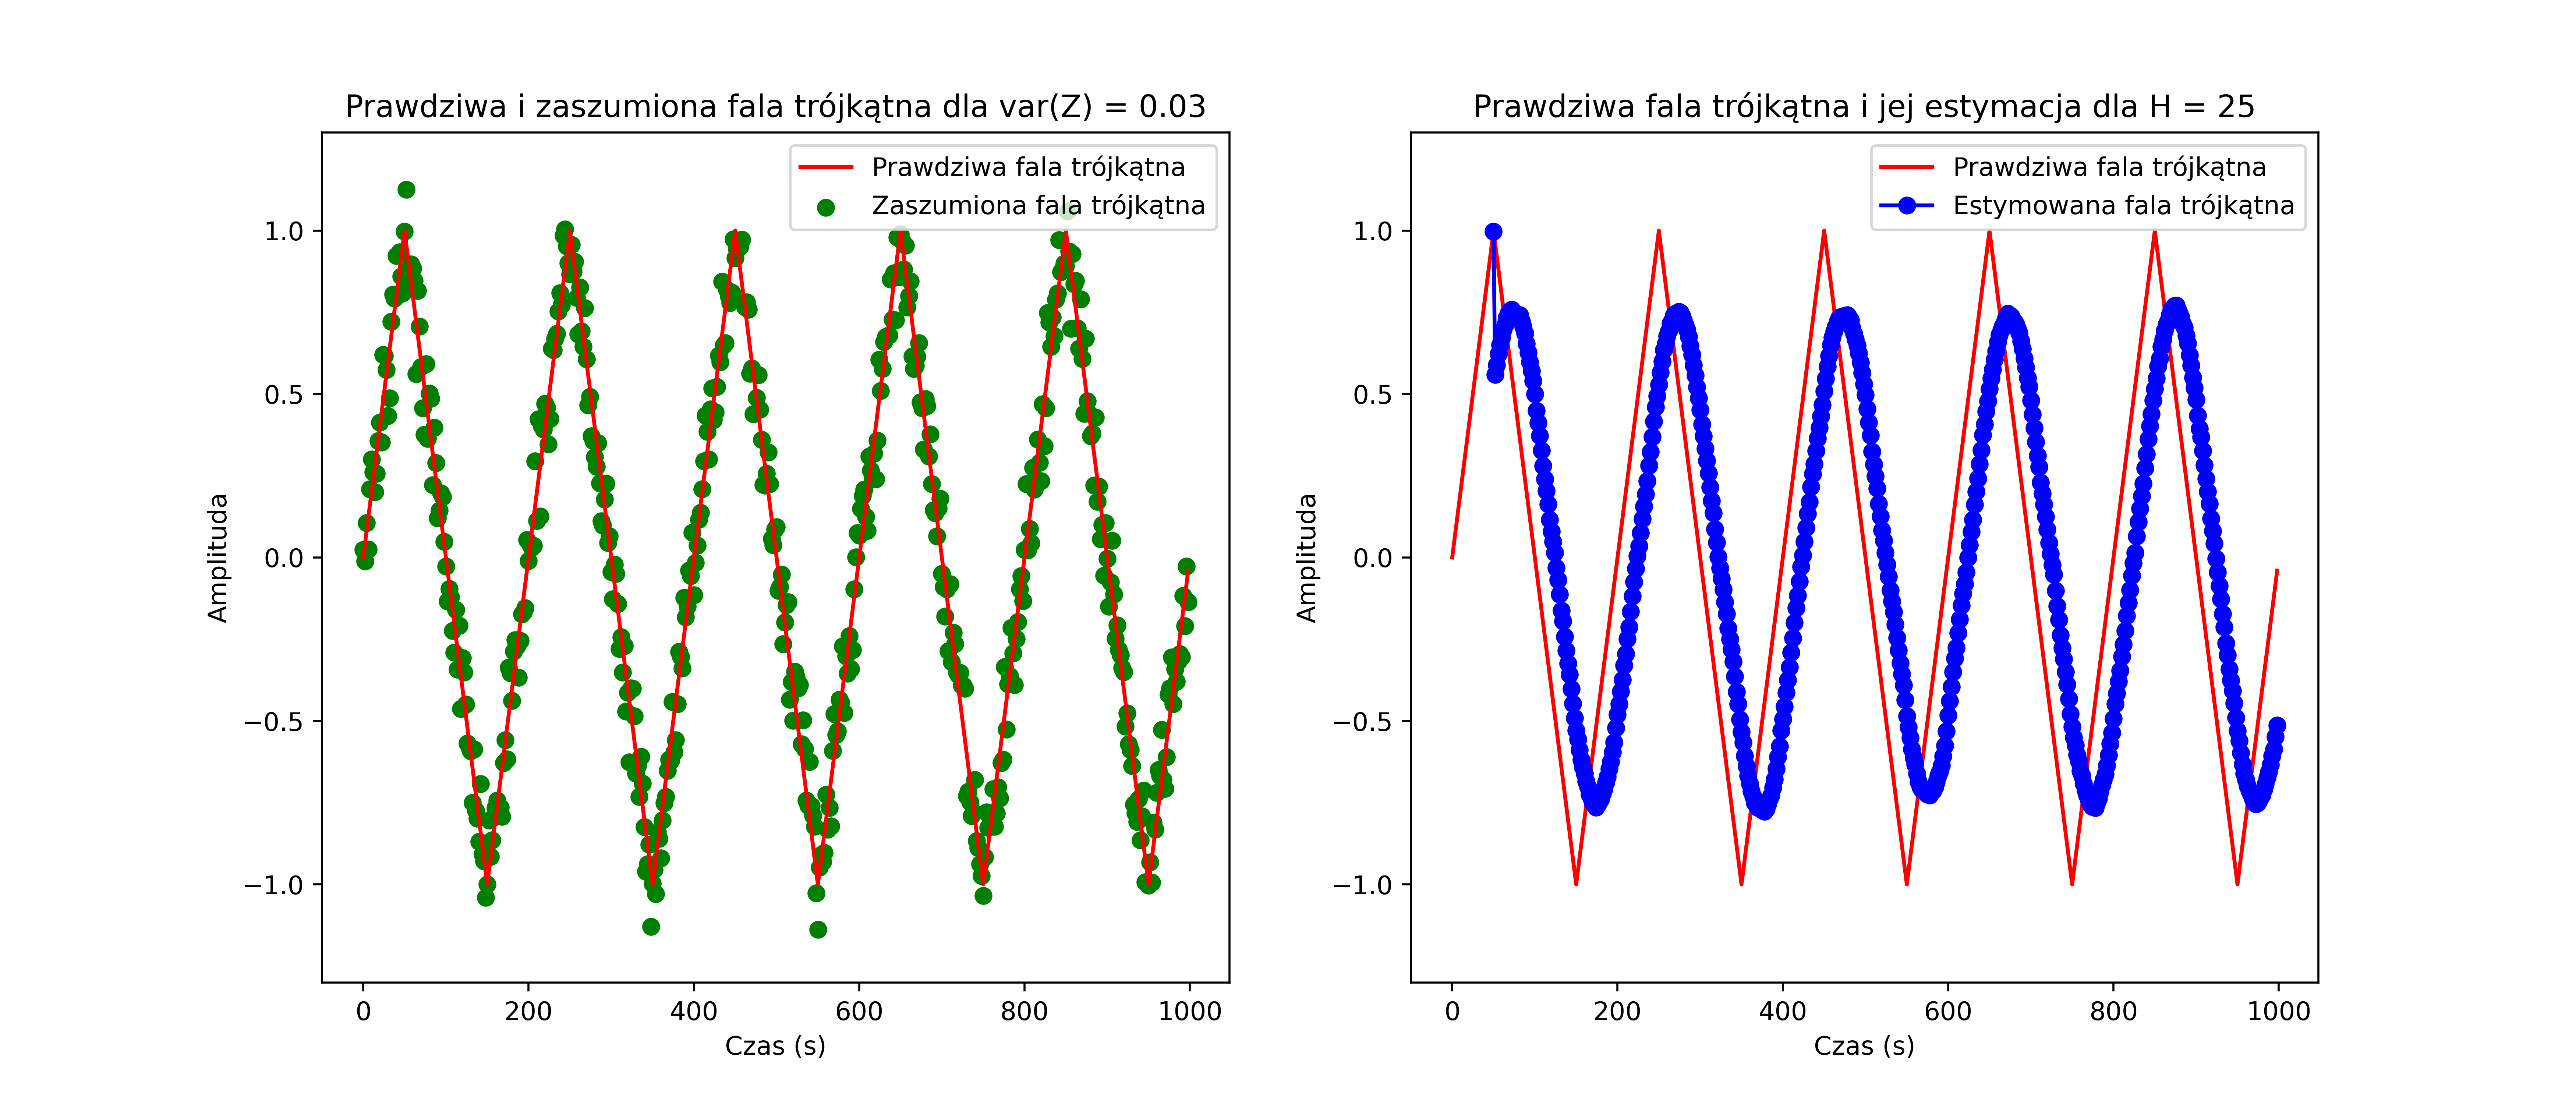 Prawdziwa i zaszumiona fala trójkątna dla var(Z) = 0.03
Prawdziwa fala trójkątna
Zaszumiona fala trójkątna
Amplituda
1.0
0.5
0.0
−0.5
−1.0
0 200 400 600 800 1000
Czas (s)
Prawdziwa fala trójkątna i jej estymacja dla H = 25
Prawdziwa fala trójkątna
Estymowana fala trójkątna
Amplituda
1.0
0.5
0.0
−0.5
−1.0
0 200 400 600 800 1000
Czas (s)